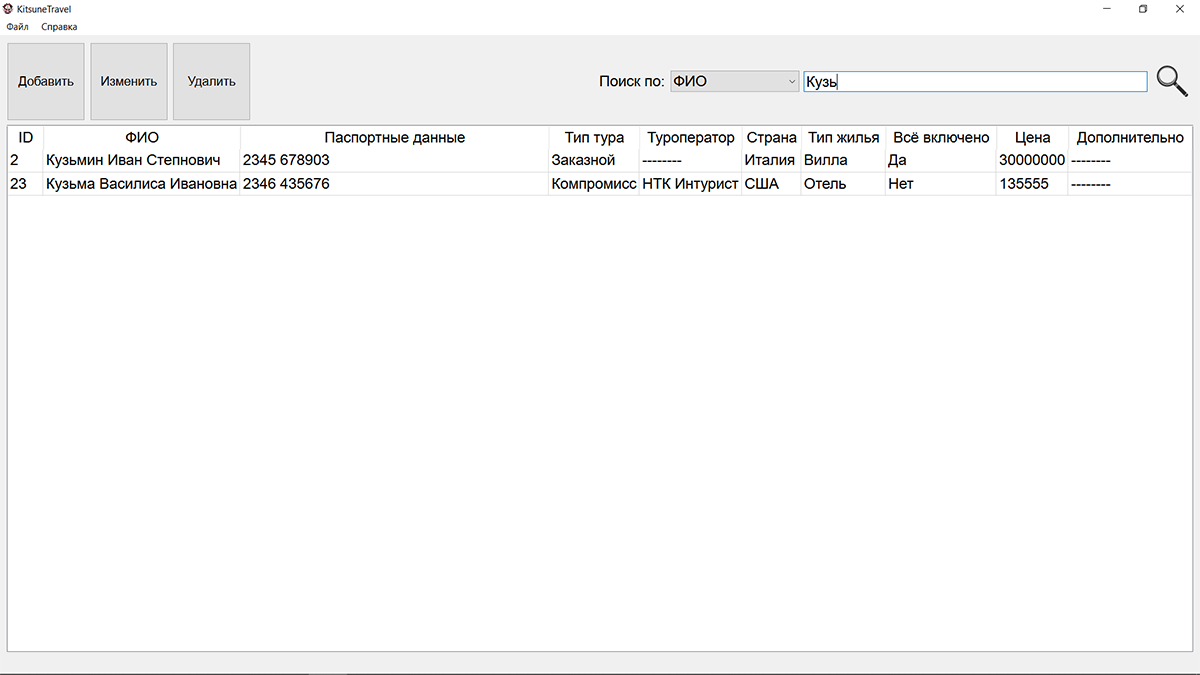 KitsuneTravel
Файл Справка
Добавить Изменить Удалить Поиск по: ФИО Кузь
ID ФИО Паспортные данные Тип тура Туроператор Страна Тип жилья Всё включено Цена Дополнительно
2 Кузьмин Иван Степнович 2345 678903 Заказной -------- Италия Вилла Да 30000000 --------
23 Кузьма Василиса Ивановна 2346 435676 Компромисс НТК Интурист США Отель Нет 135555 --------